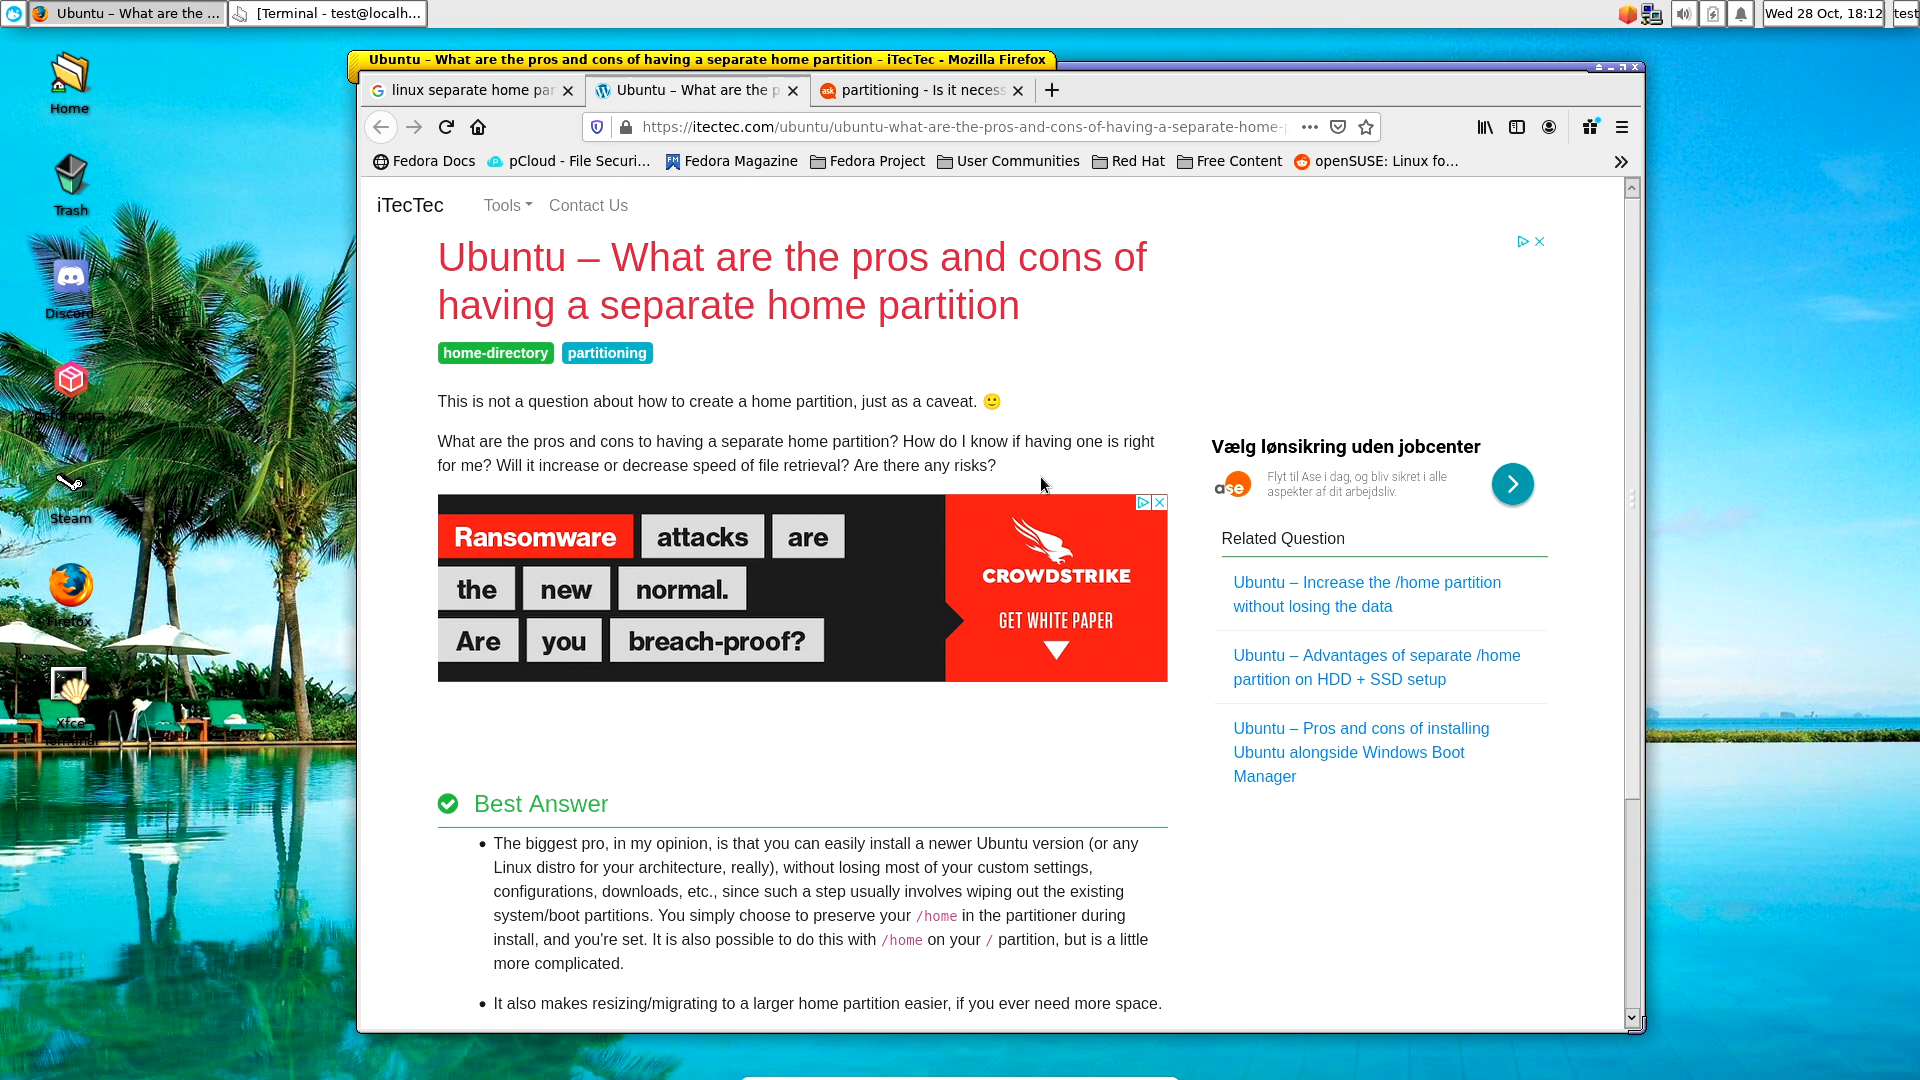 Ubuntu – What are the ...
[Terminal - test@localh...
Wed 28 Oct, 18:12
test
Home
Trash
Discord
Steam
Firefox
Xfce
Terminal
Ubuntu – What are the pros and cons of having a separate home partition – iTecTec - Mozilla Firefox
linux separate home par
Ubuntu – What are the p
partitioning - Is it necess
https://itectec.com/ubuntu/ubuntu-what-are-the-pros-and-cons-of-having-a-separate-home-p
Fedora Docs
pCloud - File Securi...
Fedora Magazine
Fedora Project
User Communities
Red Hat
Free Content
openSUSE: Linux fo...
iTecTec
Tools
Contact Us
Ubuntu – What are the pros and cons of
having a separate home partition
home-directory
partitioning
This is not a question about how to create a home partition, just as a caveat. 🙂
What are the pros and cons to having a separate home partition? How do I know if having one is right
for me? Will it increase or decrease speed of file retrieval? Are there any risks?
Ransomware attacks are
the new normal.
Are you breach-proof?
CROWDSTRIKE
GET WHITE PAPER
Best Answer
• The biggest pro, in my opinion, is that you can easily install a newer Ubuntu version (or any
Linux distro for your architecture, really), without losing most of your custom settings,
configurations, downloads, etc., since such a step usually involves wiping out the existing
system/boot partitions. You simply choose to preserve your /home in the partitioner during
install, and you're set. It is also possible to do this with /home on your / partition, but is a little
more complicated.
• It also makes resizing/migrating to a larger home partition easier, if you ever need more space.
Vælg lønsikring uden jobcenter
ase
Flyt til Ase i dag, og bliv sikret i alle
aspekter af dit arbejdsliv.
Related Question
Ubuntu – Increase the /home partition
without losing the data
Ubuntu – Advantages of separate /home
partition on HDD + SSD setup
Ubuntu – Pros and cons of installing
Ubuntu alongside Windows Boot
Manager